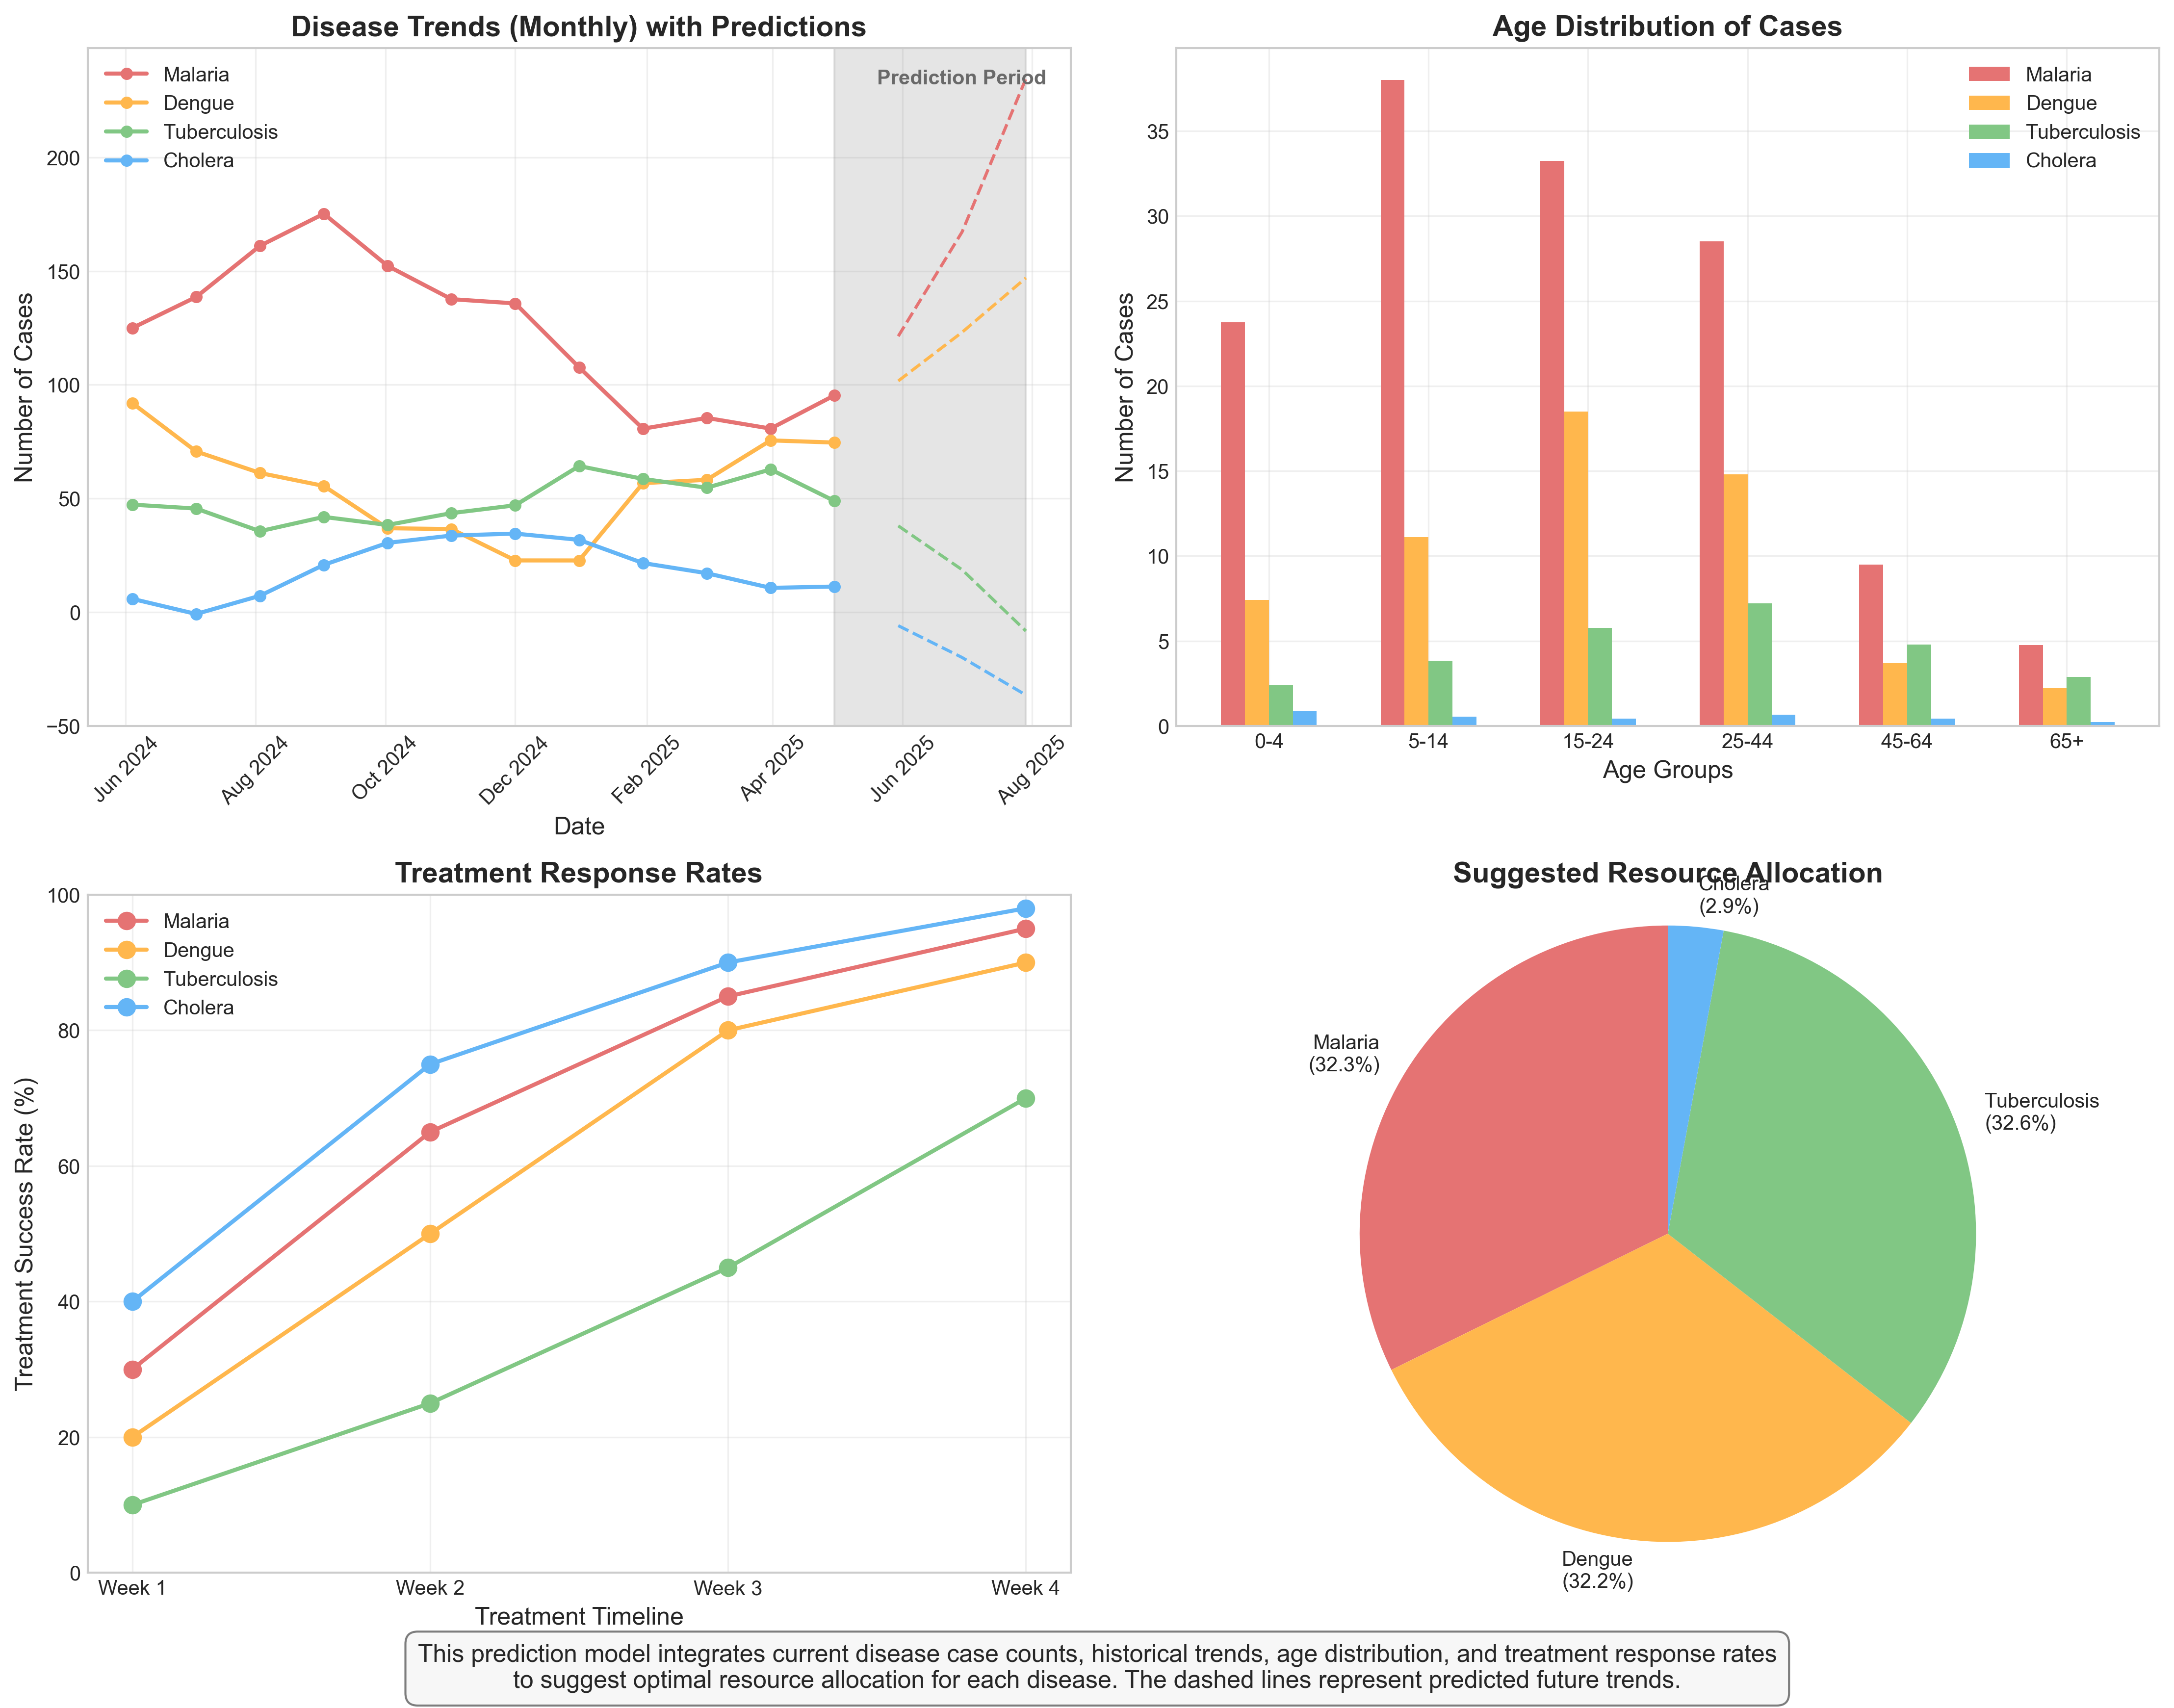 Disease Trends (Monthly) with Predictions
Malaria
Dengue
Tuberculosis
Cholera
Prediction Period
Number of Cases
200
150
100
50
0
−50
Jun 2024
Aug 2024
Oct 2024
Dec 2024
Feb 2025
Apr 2025
Jun 2025
Aug 2025
Date
Age Distribution of Cases
Malaria
Dengue
Tuberculosis
Cholera
Number of Cases
35
30
25
20
15
10
5
0
0-4
5-14
15-24
25-44
45-64
65+
Age Groups
Treatment Response Rates
Malaria
Dengue
Tuberculosis
Cholera
Treatment Success Rate (%)
100
80
60
40
20
0
Week 1
Week 2
Week 3
Week 4
Treatment Timeline
Suggested Resource Allocation
Cholera
(2.9%)
Malaria
(32.3%)
Tuberculosis
(32.6%)
Dengue
(32.2%)
This prediction model integrates current disease case counts, historical trends, age distribution, and treatment response rates
to suggest optimal resource allocation for each disease. The dashed lines represent predicted future trends.